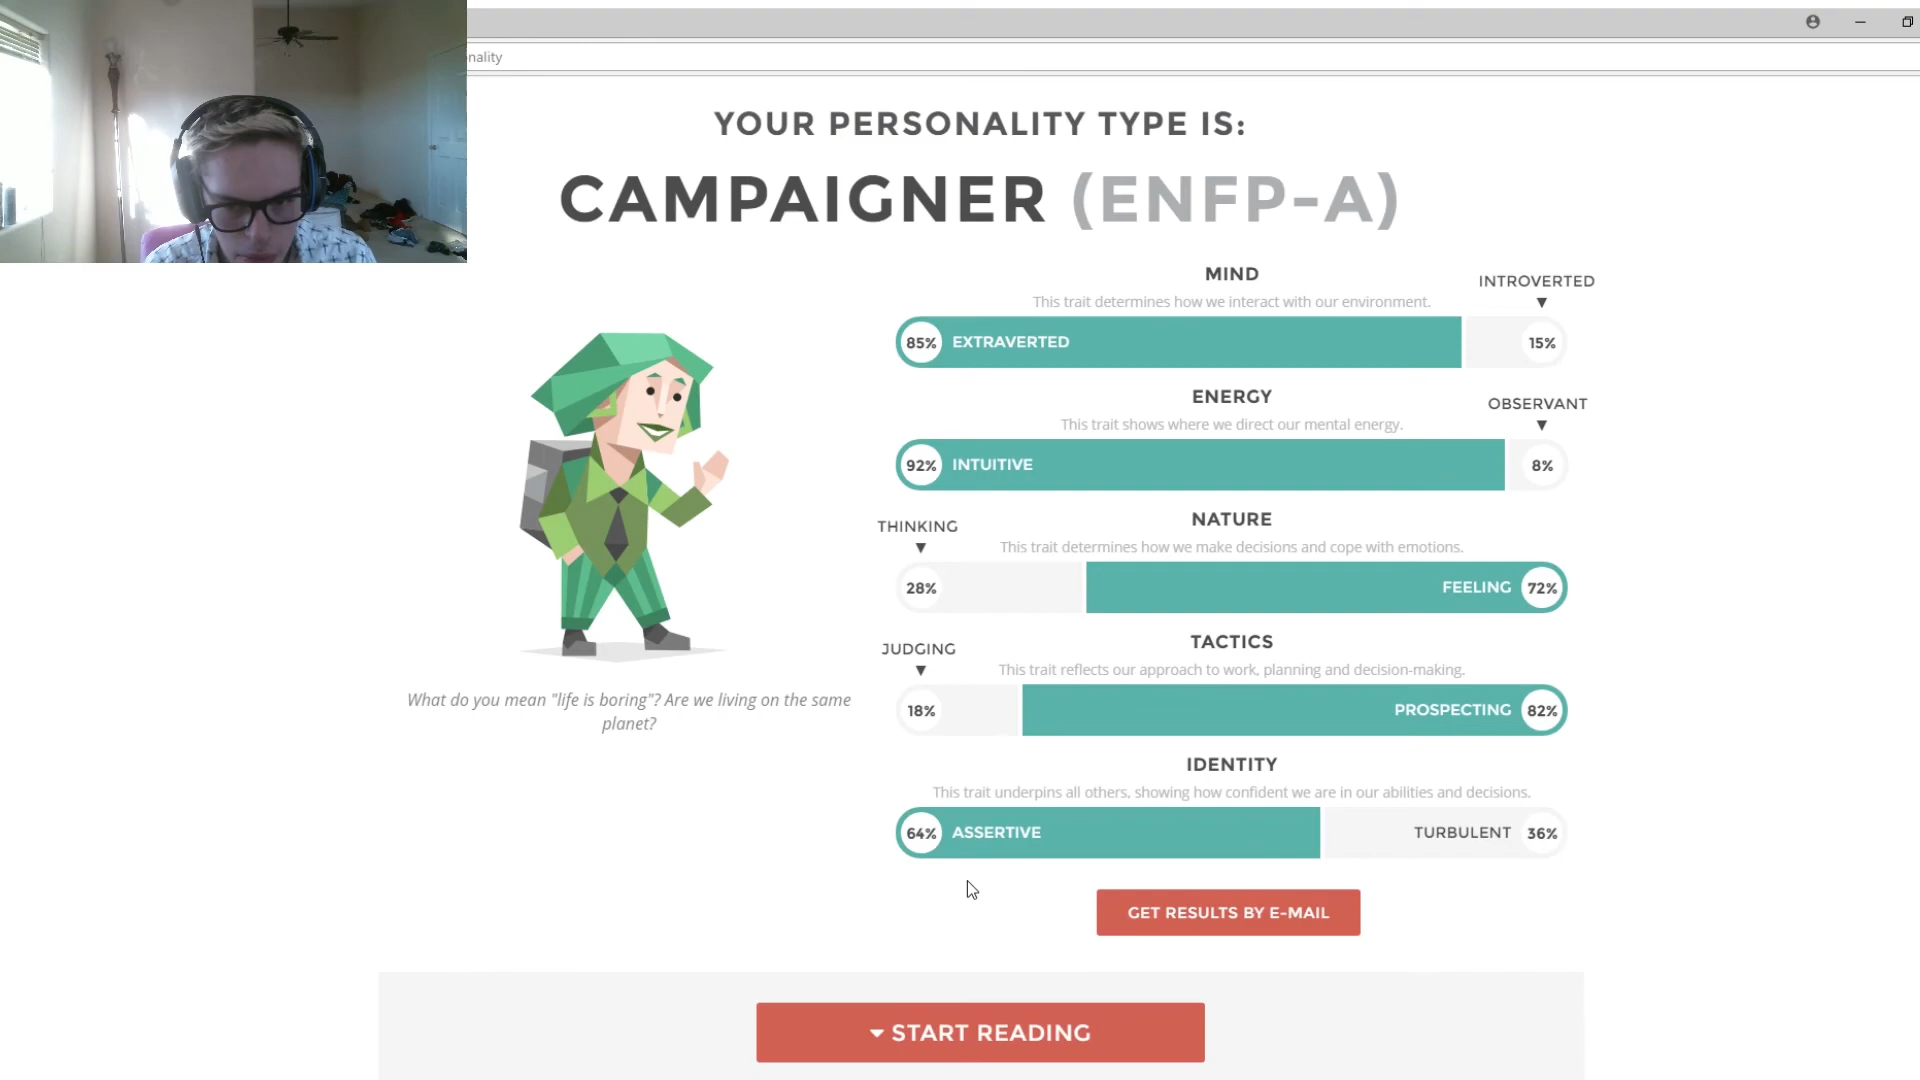 nality
YOUR PERSONALITY TYPE IS:
CAMPAIGNER (ENFP-A)
MIND
INTROVERTED
This trait determines how we interact with our environment.
85% EXTRAVERTED 15%
ENERGY
OBSERVANT
This trait shows where we direct our mental energy.
92% INTUITIVE 8%
NATURE
THINKING
This trait determines how we make decisions and cope with emotions.
28% FEELING 72%
TACTICS
JUDGING
This trait reflects our approach to work, planning and decision-making.
18% PROSPECTING 82%
What do you mean "life is boring"? Are we living on the same
planet?
IDENTITY
This trait underpins all others, showing how confident we are in our abilities and decisions.
64% ASSERTIVE TURBULENT 36%
GET RESULTS BY E-MAIL
START READING